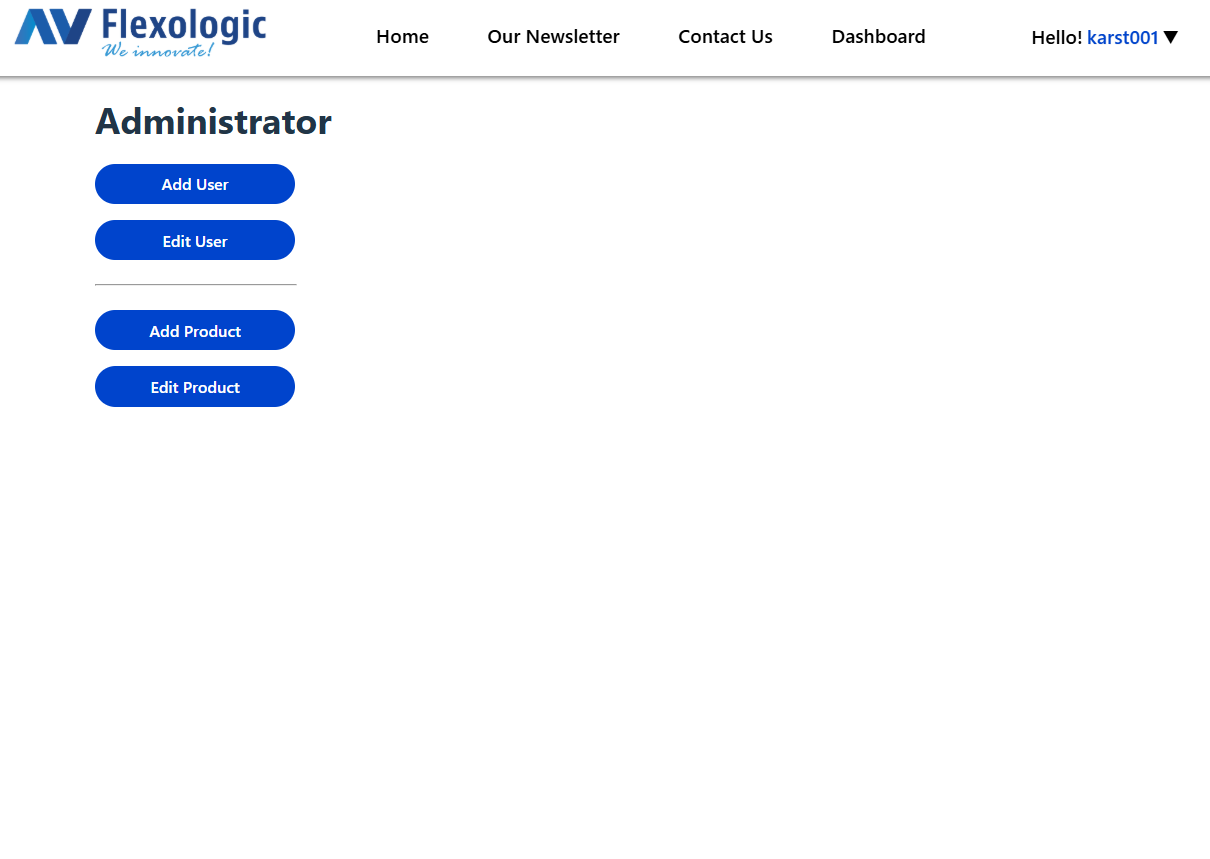 Flexologic
We innovate!
Home Our Newsletter Contact Us Dashboard Hello! karst001 ▼
Administrator
Add User
Edit User
Add Product
Edit Product